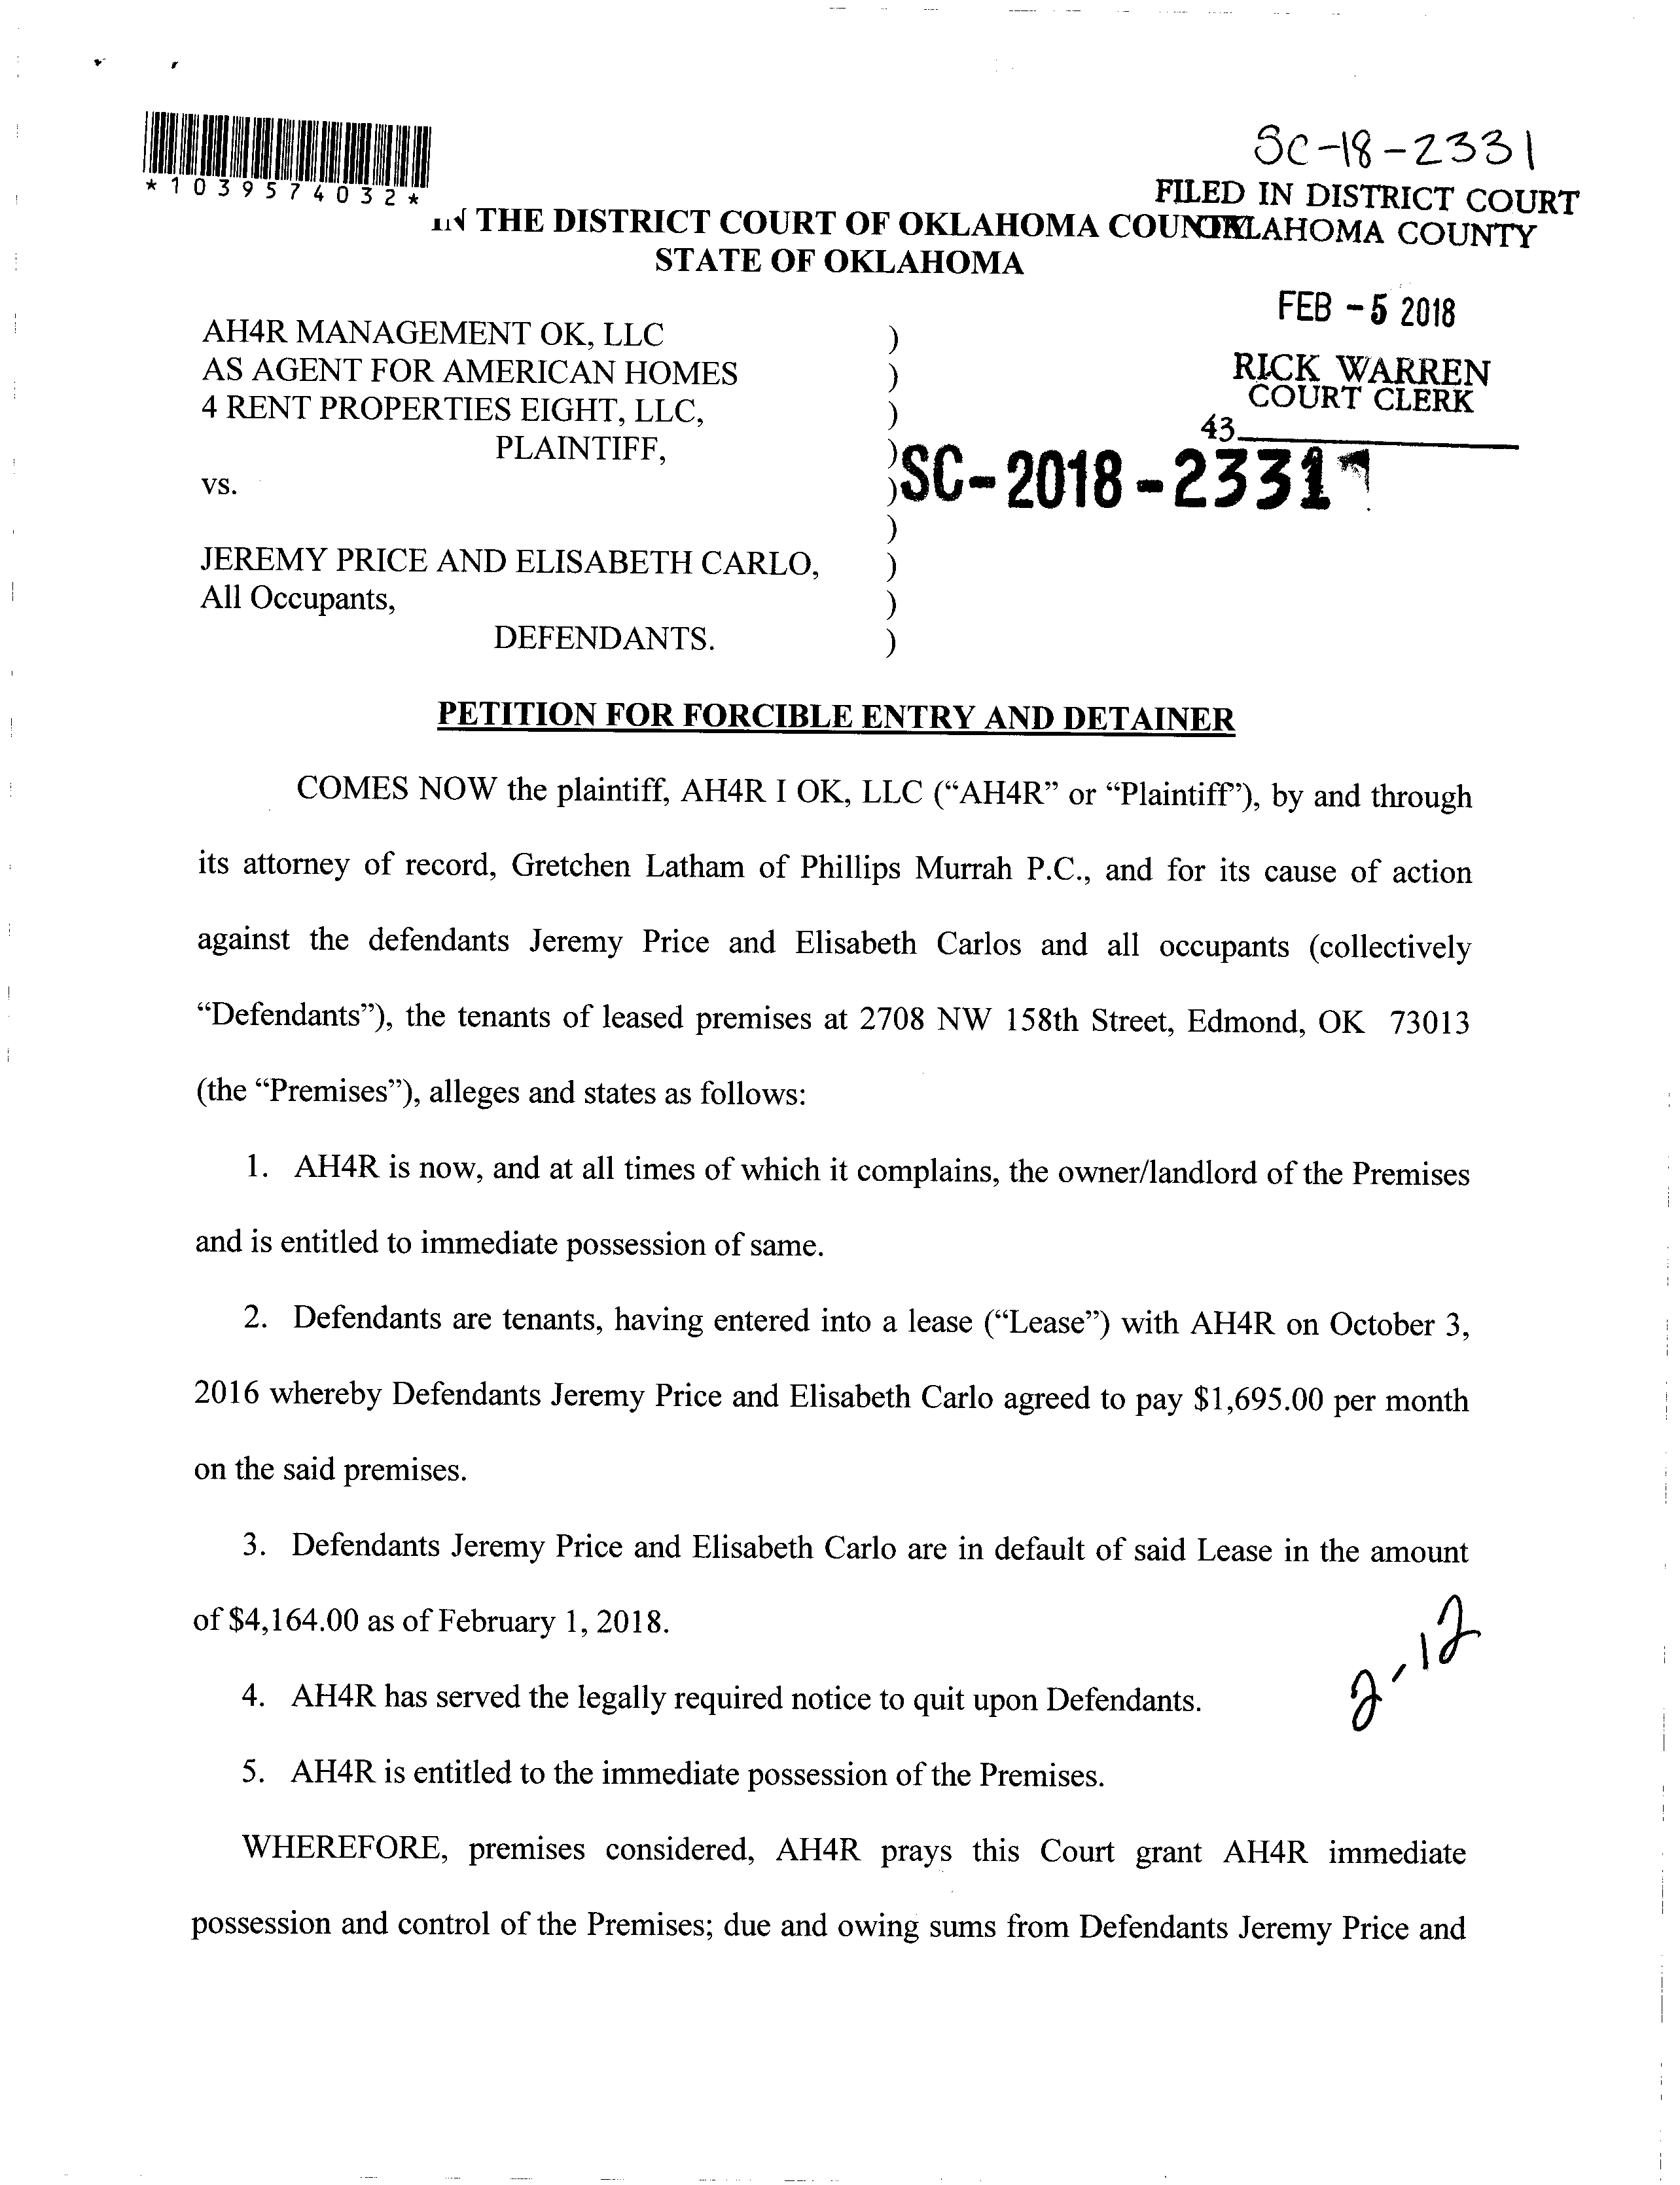 SC-18-2331
*1039574032*
FILED IN DISTRICT COURT
OKLAHOMA COUNTY
IN THE DISTRICT COURT OF OKLAHOMA COUNTY
STATE OF OKLAHOMA
FEB -5 2018
RICK WARREN
COURT CLERK
43
AH4R MANAGEMENT OK, LLC )
AS AGENT FOR AMERICAN HOMES )
4 RENT PROPERTIES EIGHT, LLC, )
PLAINTIFF, )
vs. )
SC-2018-2331
)
JEREMY PRICE AND ELISABETH CARLO, )
All Occupants, )
DEFENDANTS. )
PETITION FOR FORCIBLE ENTRY AND DETAINER
COMES NOW the plaintiff, AH4R I OK, LLC (“AH4R” or “Plaintiff”), by and through
its attorney of record, Gretchen Latham of Phillips Murrah P.C., and for its cause of action
against the defendants Jeremy Price and Elisabeth Carlos and all occupants (collectively
“Defendants”), the tenants of leased premises at 2708 NW 158th Street, Edmond, OK 73013
(the “Premises”), alleges and states as follows:
1. AH4R is now, and at all times of which it complains, the owner/landlord of the Premises
and is entitled to immediate possession of same.
2. Defendants are tenants, having entered into a lease (“Lease”) with AH4R on October 3,
2016 whereby Defendants Jeremy Price and Elisabeth Carlo agreed to pay $1,695.00 per month
on the said premises.
3. Defendants Jeremy Price and Elisabeth Carlo are in default of said Lease in the amount
of $4,164.00 as of February 1, 2018.
2-12
4. AH4R has served the legally required notice to quit upon Defendants.
5. AH4R is entitled to the immediate possession of the Premises.
WHEREFORE, premises considered, AH4R prays this Court grant AH4R immediate
possession and control of the Premises; due and owing sums from Defendants Jeremy Price and